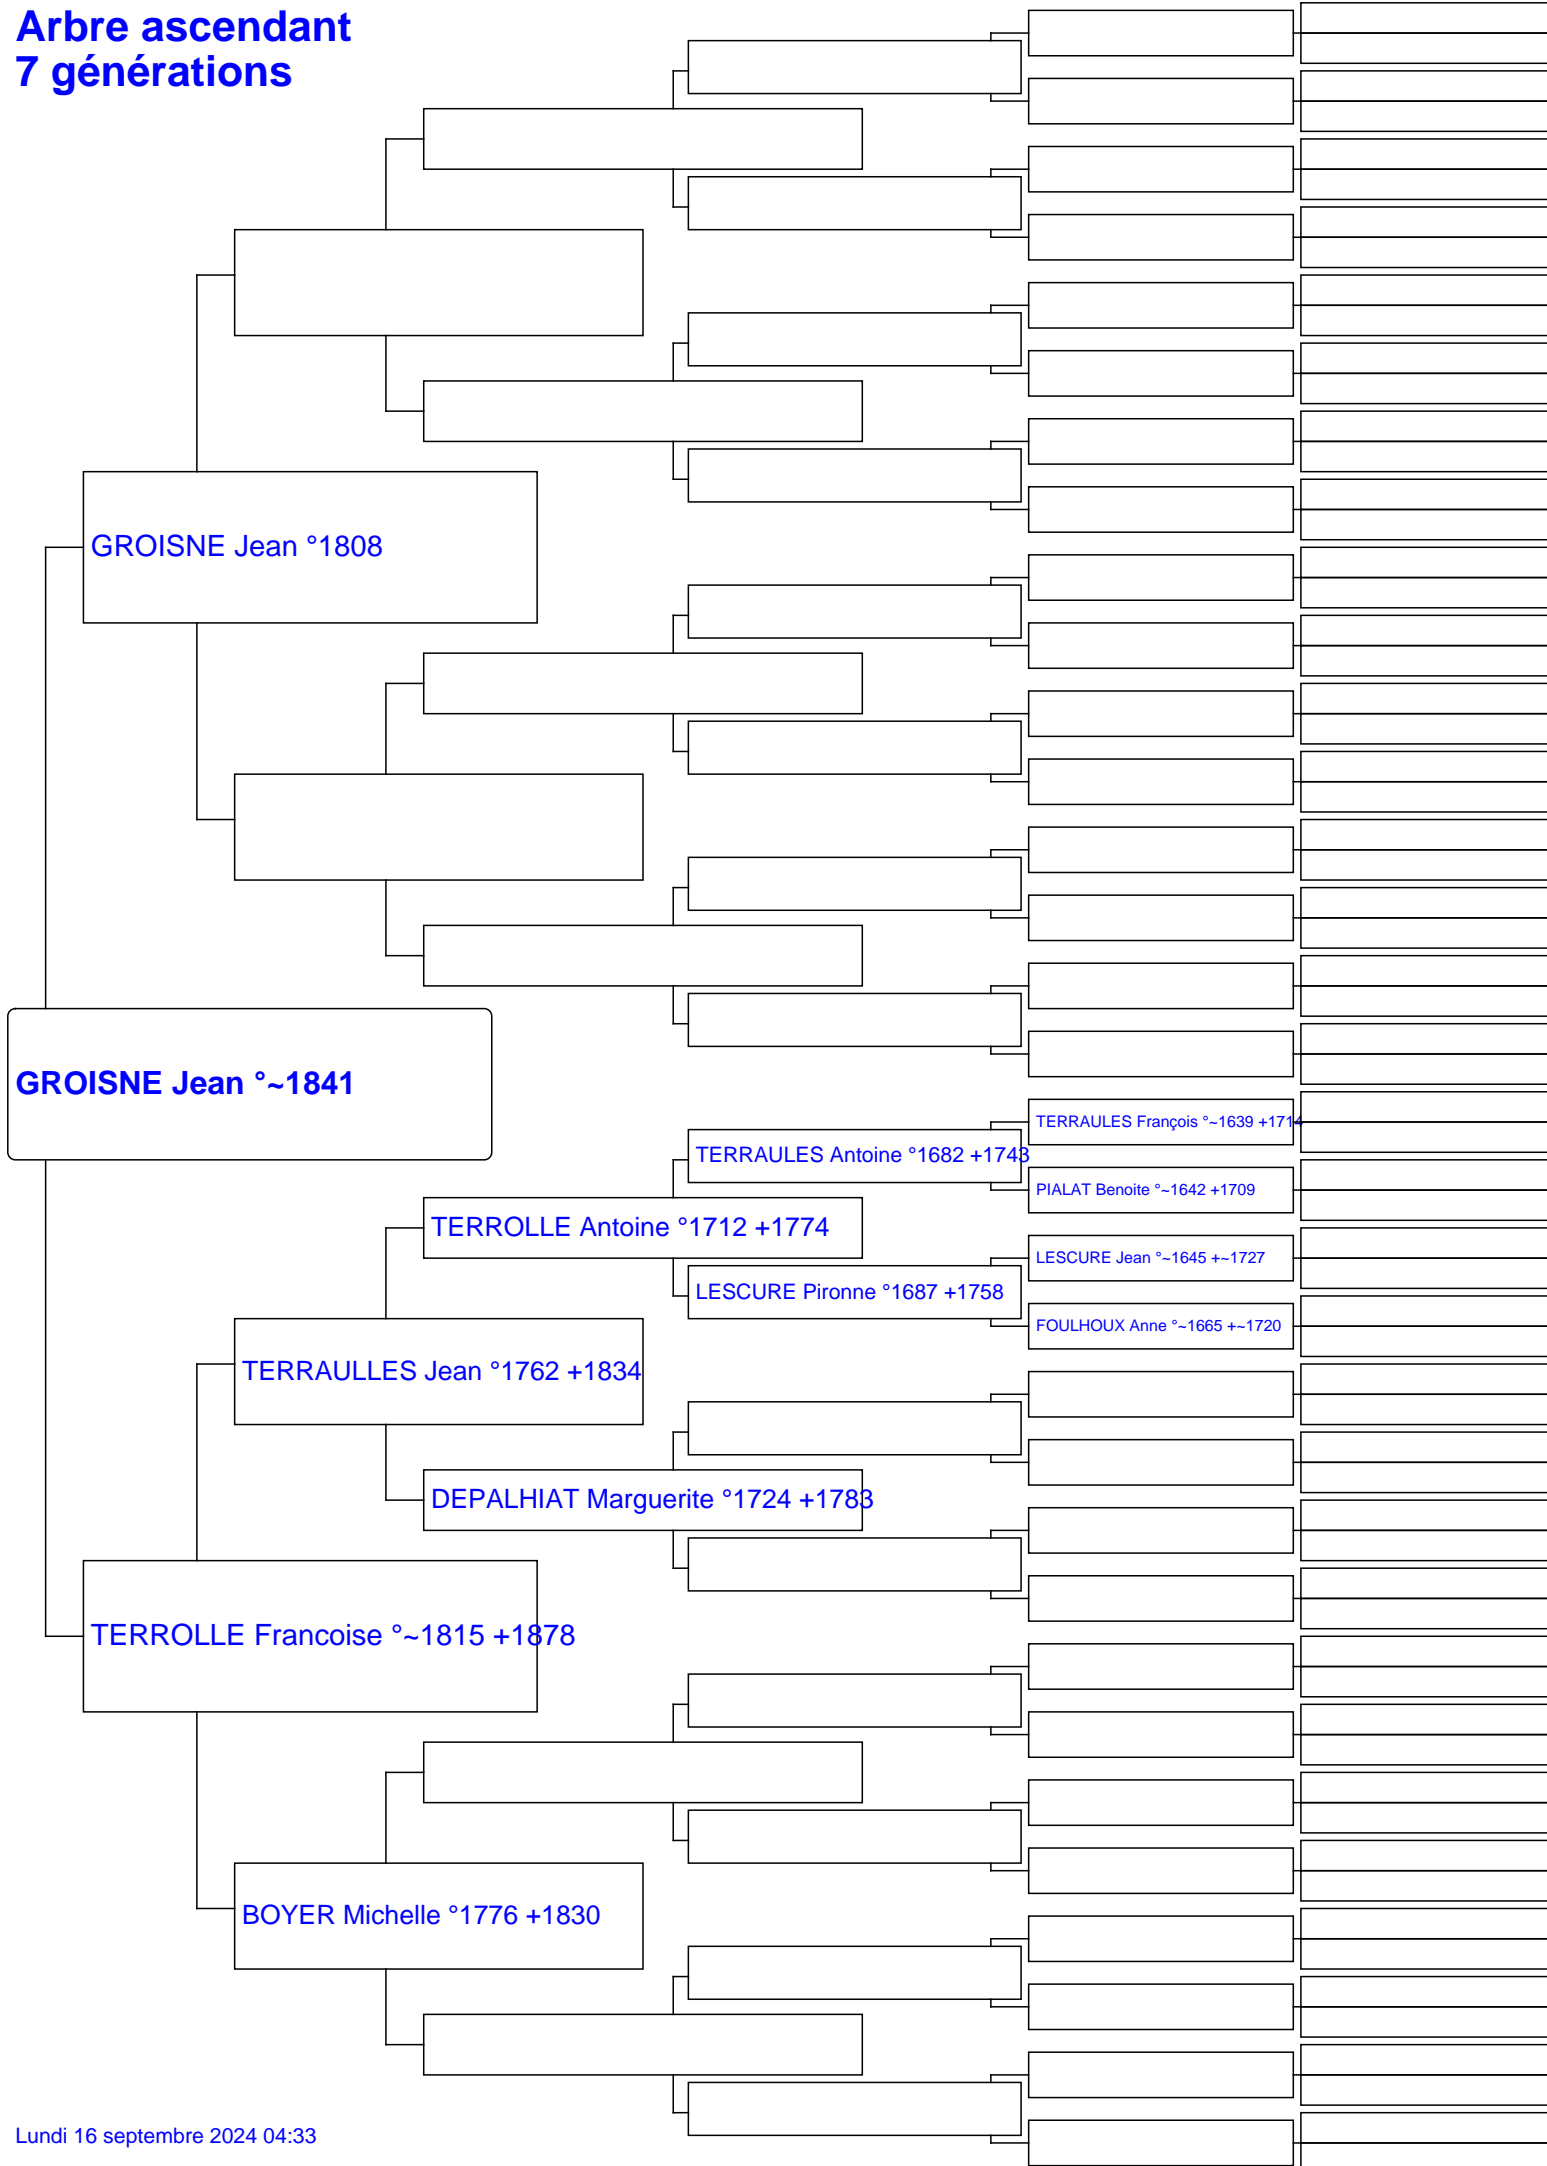 Arbre ascendant
7 générations
GROISNE Jean °1808
GROISNE Jean °~1841
TERRAULES François °~1639 +1714
TERRAULES Antoine °1682 +1743
PIALAT Benoite °~1642 +1709
TERROLLE Antoine °1712 +1774
LESCURE Jean °~1645 +~1727
LESCURE Pironne °1687 +1758
FOULHOUX Anne °~1665 +~1720
TERRAULLES Jean °1762 +1834
DEPALHIAT Marguerite °1724 +1783
TERROLLE Francoise °~1815 +1878
BOYER Michelle °1776 +1830
Lundi 16 septembre 2024 04:33